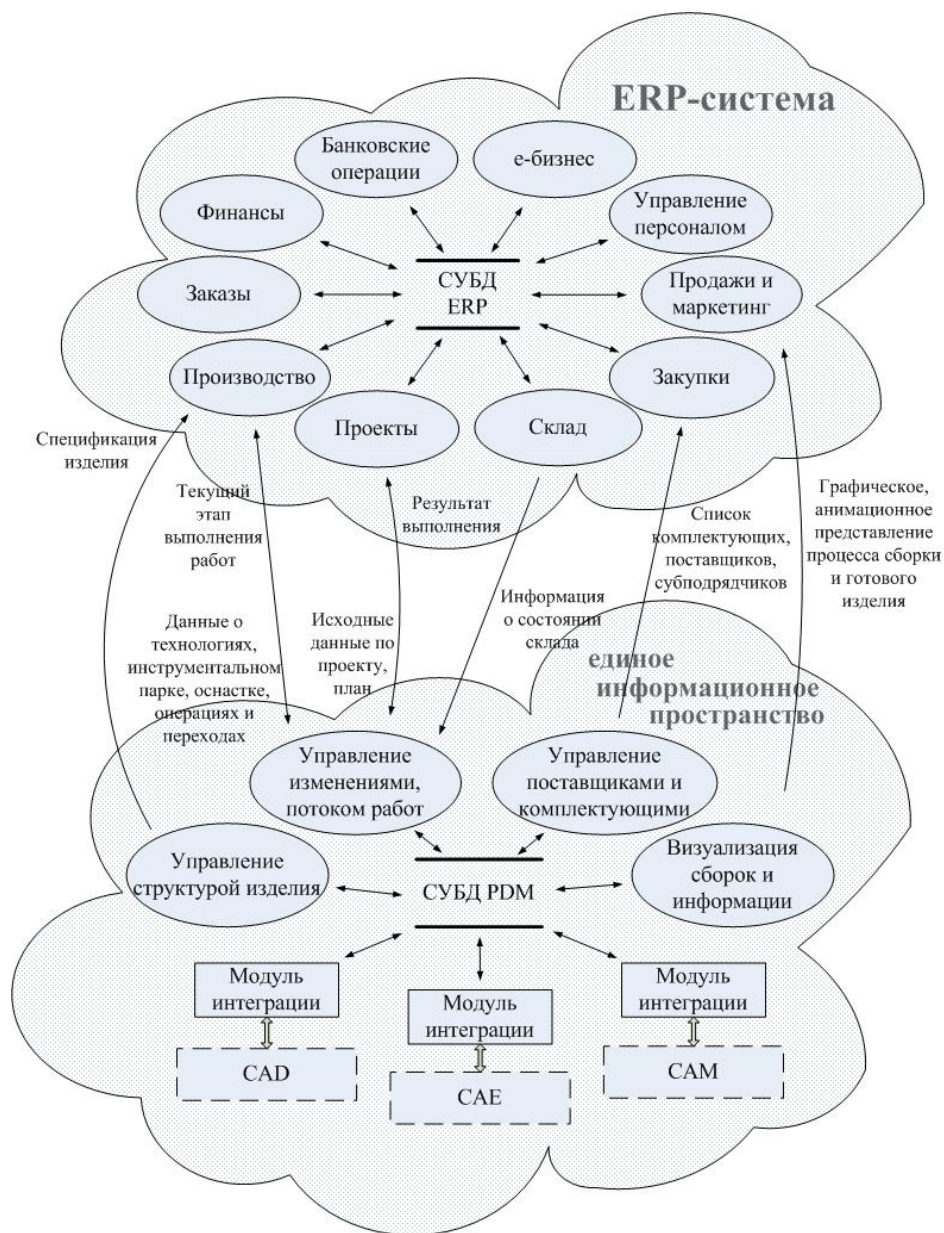 ERP-система
Банковские
операции
е-бизнес
Финансы
Управление
персоналом
СУБД
ERP
Заказы
Продажи и
маркетинг
Производство
Закупки
Проекты
Склад
Спецификация
изделия
Текущий
этап
выполнения
работ
Результат
выполнения
Список
комплектующих,
поставщиков,
субподрядчиков
Графическое,
анимационное
представление
процесса сборки
и готового
изделия
Данные о
технологиях,
инструментальном
парке, оснастке,
операциях и
переходах
Исходные
данные по
проекту,
план
Информация
о состоянии
склада
единое
информационное
пространство
Управление
изменениями,
потоком работ
Управление
поставщиками и
комплектующими
Управление
структурой изделия
СУБД PDM
Визуализация
сборок и
информации
Модуль
интеграции
Модуль
интеграции
Модуль
интеграции
CAD
CAE
CAM